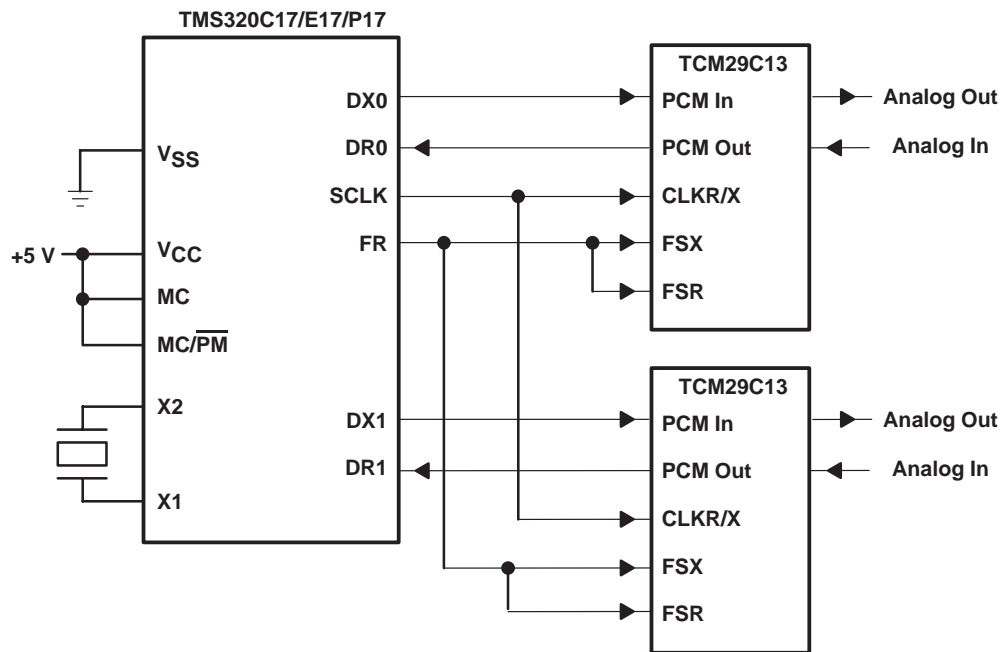 TMS320C17/E17/P17
DX0
DR0
SCLK
FR
VSS
+5 V
VCC
MC
MC/PM
X2
X1
DX1
DR1
TCM29C13
PCM In
PCM Out
CLKR/X
FSX
FSR
Analog Out
Analog In
TCM29C13
PCM In
PCM Out
CLKR/X
FSX
FSR
Analog Out
Analog In